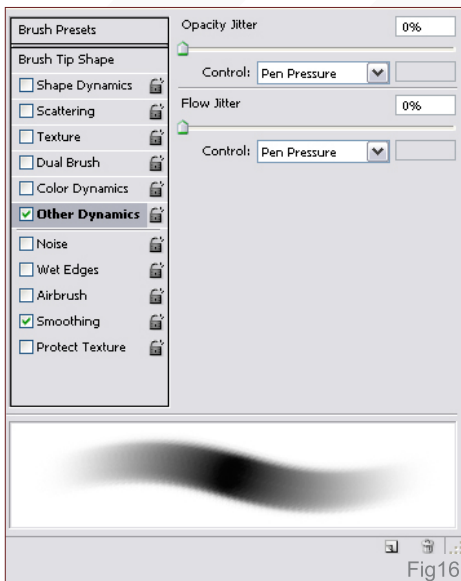 Brush Presets
Brush Tip Shape
Shape Dynamics
Scattering
Texture
Dual Brush
Color Dynamics
Other Dynamics
Noise
Wet Edges
Airbrush
Smoothing
Protect Texture
Opacity Jitter 0%
Control: Pen Pressure
Flow Jitter 0%
Control: Pen Pressure
Fig16